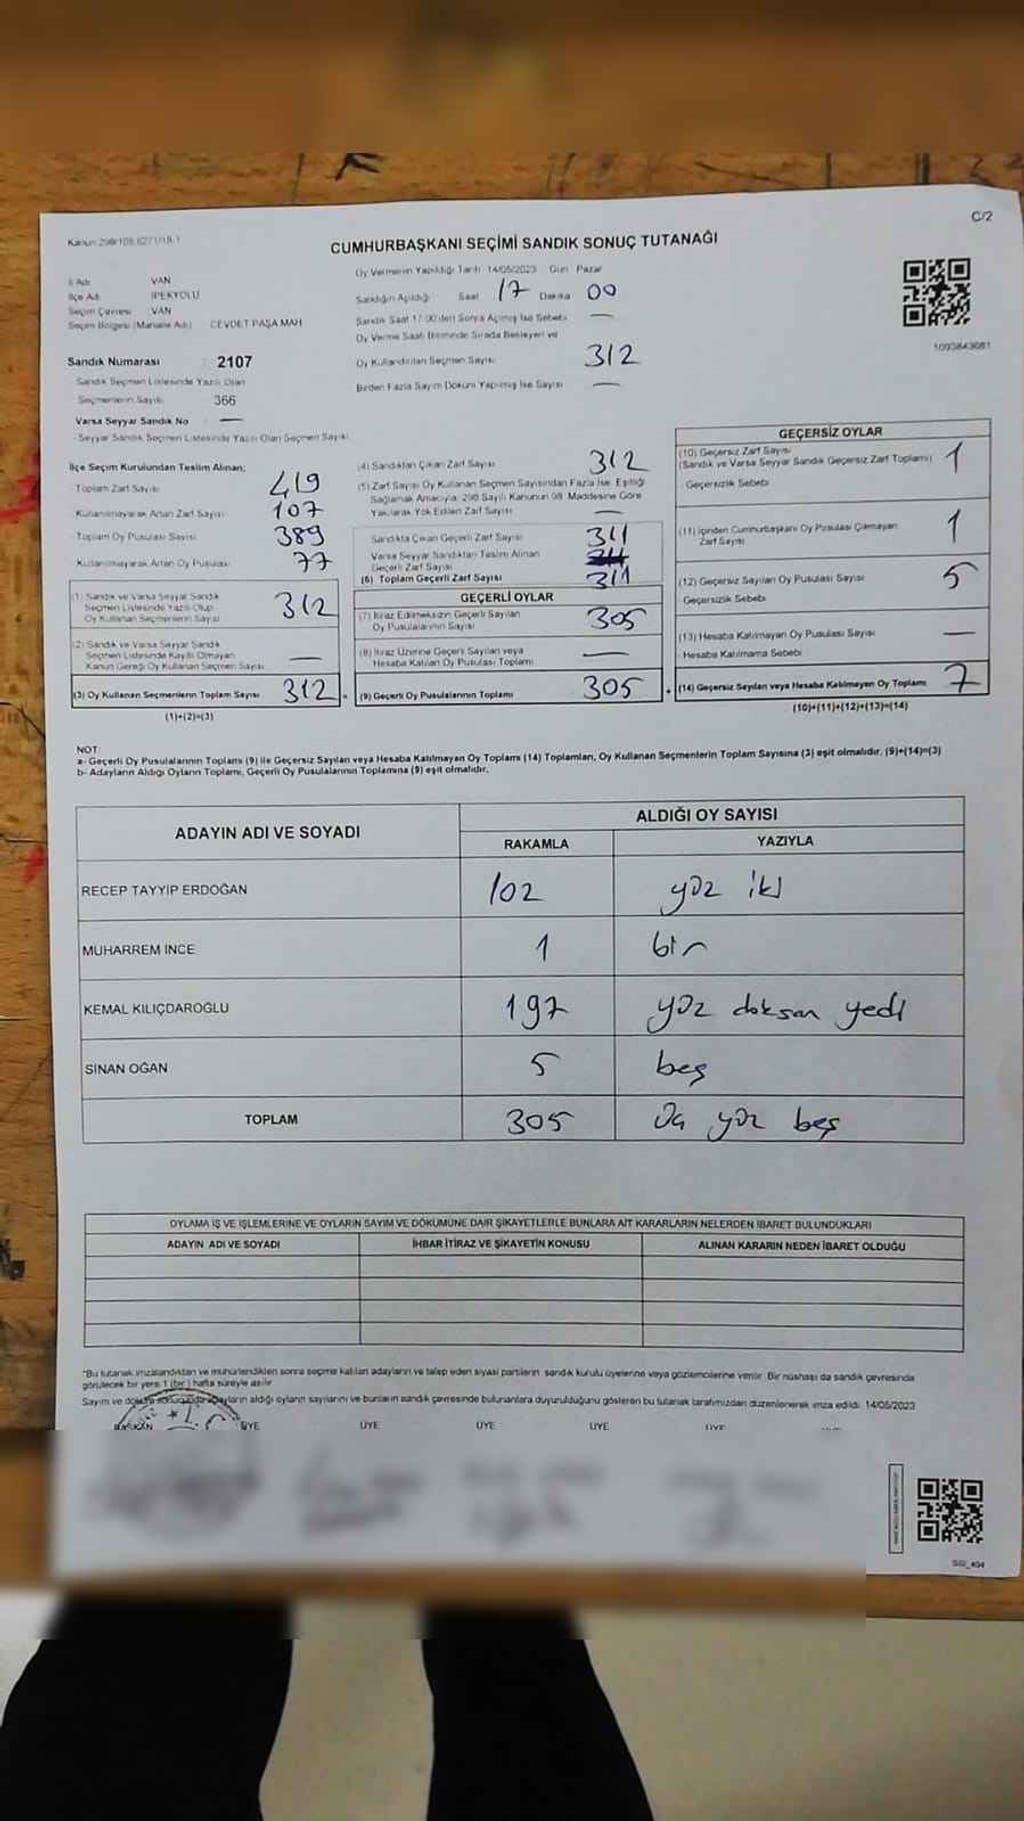 C/2
CUMHURBAŞKANI SEÇİMİ SANDIK SONUÇ TUTANAĞI
İl Adı VAN
İlçe Adı İPEKYOLU
Seçim Çevresi VAN
Seçim Bölgesi (Mahalle Adı) CEVDET PAŞA MAH
Sandık Numarası : 2107
Sandık Seçmen Listesinde Yazılı Olan
Seçmenlerin Sayısı 366
Varsa Seyyar Sandık No —
Seyyar Sandık Seçmen Listesinde Yazılı Olan Seçmen Sayısı
Oy Vermenin Yapıldığı Tarih 14/05/2023 Gün Pazar
Sandığın Açıldığı Saat 17 Dakika 00
Sandık Saat 17:00'den Sonra Açılmış İse Sebebi —
Oy Verme Saati Bitiminde Sırada Bekleyen ve
Oy Kullandırılan Seçmen Sayısı 312
Birden Fazla Sayım Dökümü Yapılmış İse Sayısı —
1093843081
İlçe Seçim Kurulundan Teslim Alınan;
Toplam Zarf Sayısı 419
Kullanılmayarak Artan Zarf Sayısı 107
Toplam Oy Pusulası Sayısı 389
Kullanılmayarak Artan Oy Pusulası 77
(1) Sandık ve Varsa Seyyar Sandık
Seçmen Listesinde Yazılı Olup
Oy Kullanan Seçmenlerin Sayısı 312
(2) Sandık ve Varsa Seyyar Sandık
Seçmen Listesinde Kayıtlı Olmayan
Kanun Gereği Oy Kullanan Seçmen Sayısı —
(3) Oy Kullanan Seçmenlerin Toplam Sayısı 312
(1)+(2)=(3)
(4) Sandıktan Çıkan Zarf Sayısı 312
(5) Zarf Sayısı Oy Kullanan Seçmen Sayısından Fazla İse, Eşitliği
Sağlamak Amacıyla, 298 Sayılı Kanunun 98. Maddesine Göre
Yakılarak Yok Edilen Zarf Sayısı —
Sandıkta Çıkan Geçerli Zarf Sayısı 311
Varsa Seyyar Sandıktan Teslim Alınan
Geçerli Zarf Sayısı
(6) Toplam Geçerli Zarf Sayısı 311
GEÇERLİ OYLAR
(7) İtiraz Edilmeksizin Geçerli Sayılan
Oy Pusulalarının Sayısı 305
(8) İtiraz Üzerine Geçerli Sayılan veya
Hesaba Katılan Oy Pusulası Toplamı —
(9) Geçerli Oy Pusulalarının Toplamı 305
GEÇERSİZ OYLAR
(10) Geçersiz Zarf Sayısı
(Sandık ve Varsa Seyyar Sandık Geçersiz Zarf Toplamı) 1
Geçersizlik Sebebi
(11) İçinden Cumhurbaşkanı Oy Pusulası Çıkmayan
Zarf Sayısı 1
(12) Geçersiz Sayılan Oy Pusulası Sayısı 5
Geçersizlik Sebebi
(13) Hesaba Katılmayan Oy Pusulası Sayısı —
Hesaba Katılmama Sebebi
(14) Geçersiz Sayılan veya Hesaba Katılmayan Oy Toplamı 7
(10)+(11)+(12)+(13)=(14)
NOT:
a- Geçerli Oy Pusulalarının Toplamı (9) ile Geçersiz Sayılan veya Hesaba Katılmayan Oy Toplamı (14) Toplamları, Oy Kullanan Seçmenlerin Toplam Sayısına (3) eşit olmalıdır. (9)+(14)=(3)
b- Adayların Aldığı Oyların Toplamı, Geçerli Oy Pusulalarının Toplamına (9) eşit olmalıdır.
ADAYIN ADI VE SOYADI
ALDIĞI OY SAYISI
RAKAMLA YAZIYLA
RECEP TAYYİP ERDOĞAN 102 yüz iki
MUHARREM İNCE 1 bir
KEMAL KILIÇDAROĞLU 197 yüz doksan yedi
SİNAN OĞAN 5 beş
TOPLAM 305 Üç yüz beş
OYLAMA İŞ VE İŞLEMLERİNE VE OYLARIN SAYIM VE DÖKÜMÜNE DAİR ŞİKAYETLERLE BUNLARA AİT KARARLARIN NELERDEN İBARET BULUNDUKLARI
ADAYIN ADI VE SOYADI İHBAR İTİRAZ VE ŞİKAYETİN KONUSU ALINAN KARARIN NEDEN İBARET OLDUĞU
*Bu tutanak imzalandıktan ve mühürlendikten sonra seçime katılan adayların ve talep eden siyasi partilerin sandık kurulu üyelerine veya gözlemcilerine verilir. Bir nüshası da sandık çevresinde
görülecek bir yere 1 (bir) hafta süreyle asılır.
Sayım ve döküm sonucunda adayların aldığı oyların sayılarını ve bunların sandık çevresinde bulunanlara duyurulduğunu gösteren bu tutanak tarafımızdan düzenlenerek imza edildi. 14/05/2023
BAŞKAN ÜYE ÜYE ÜYE ÜYE ÜYE